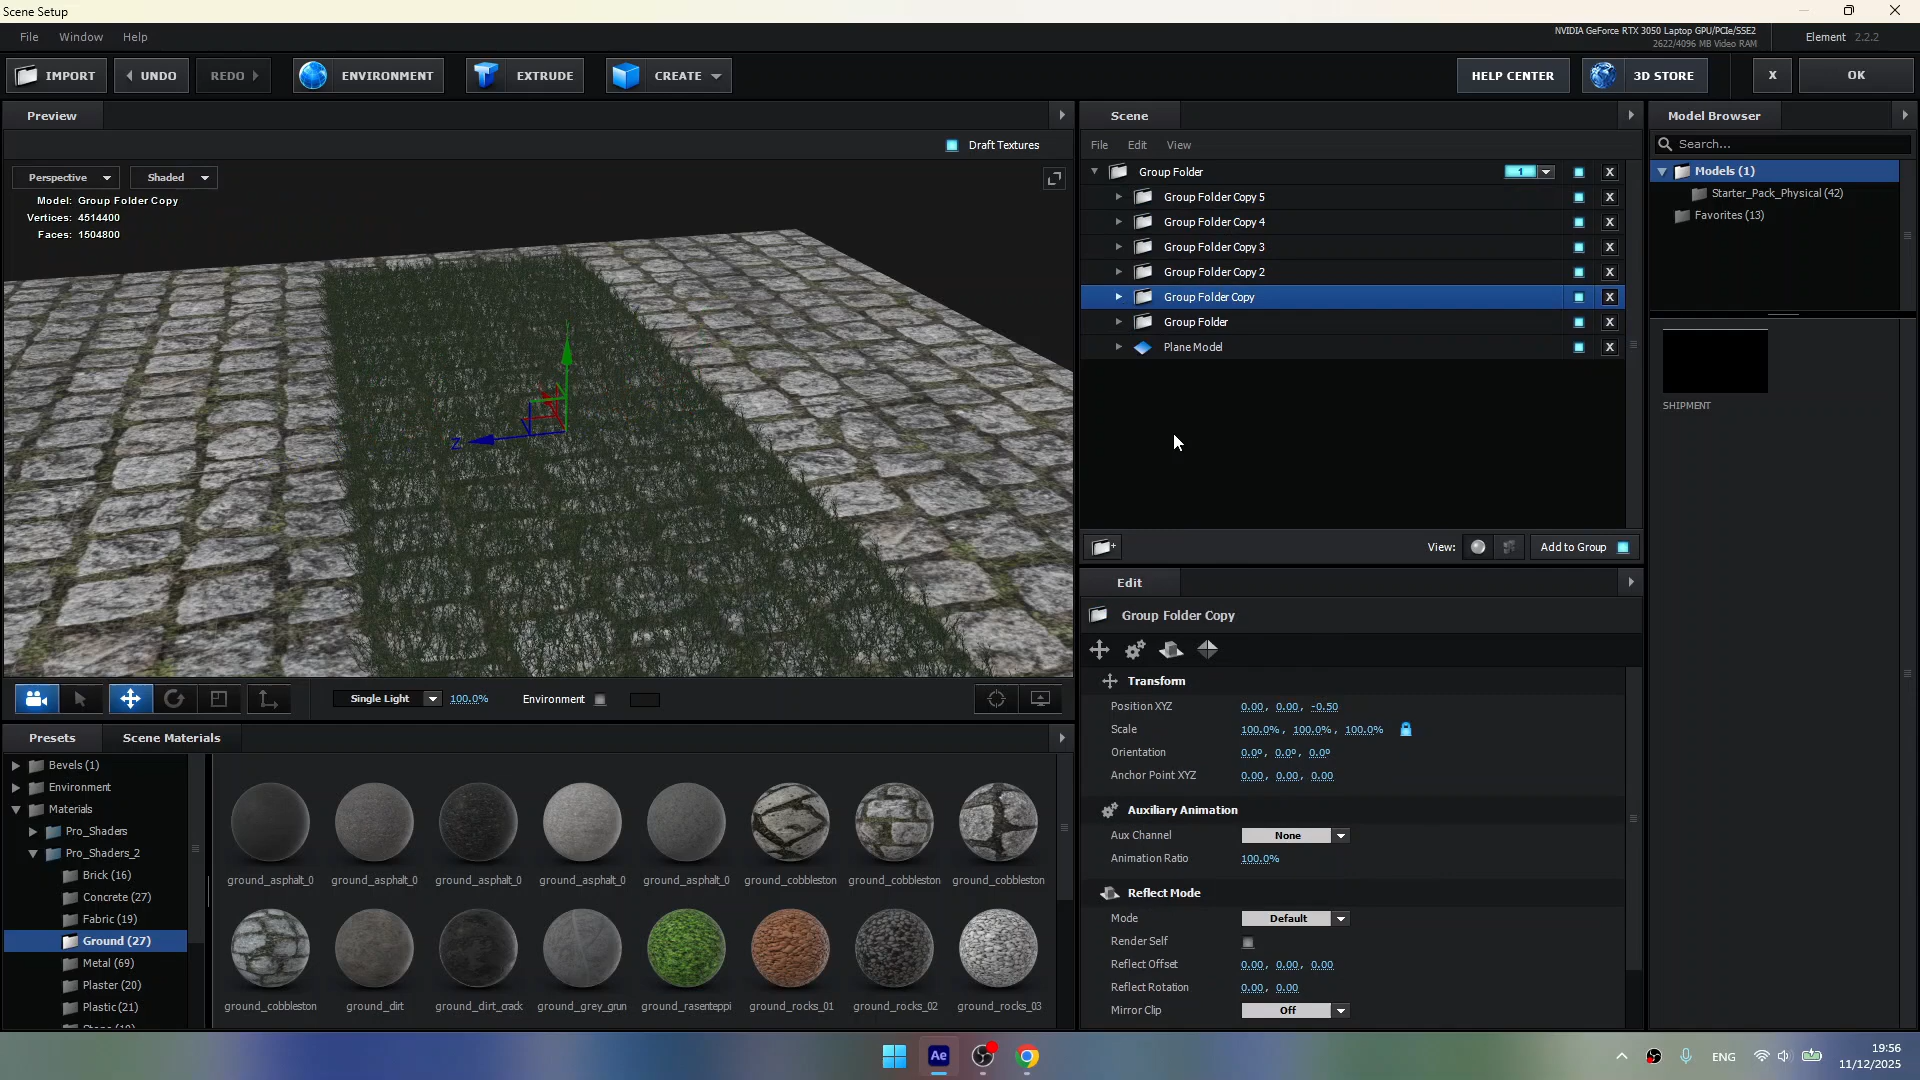 Scene Setup
File Window Help
NVIDIA GeForce RTX 3050 Laptop GPU/PCIe/SSE2
2622/4096 MB Video RAM
Element 2.2.2
IMPORT UNDO REDO ENVIRONMENT EXTRUDE CREATE HELP CENTER 3D STORE X OK
Preview
Draft Textures
Perspective Shaded
Model: Group Folder Copy
Vertices: 4514400
Faces: 1504800
Z
Single Light 100.0% Environment
Scene
File Edit View
Group Folder 1 X
Group Folder Copy 5 X
Group Folder Copy 4 X
Group Folder Copy 3 X
Group Folder Copy 2 X
Group Folder Copy X
Group Folder X
Plane Model X
View: Add to Group
Model Browser
Search...
Models (1)
Starter_Pack_Physical (42)
Favorites (13)
SHIPMENT
Edit
Group Folder Copy
Transform
Position XYZ 0.00, 0.00, -0.50
Scale 100.0%, 100.0%, 100.0%
Orientation 0.0º, 0.0º, 0.0º
Anchor Point XYZ 0.00, 0.00, 0.00
Auxiliary Animation
Aux Channel None
Animation Ratio 100.0%
Reflect Mode
Mode Default
Render Self
Reflect Offset 0.00, 0.00, 0.00
Reflect Rotation 0.00, 0.00
Mirror Clip Off
Presets Scene Materials
Bevels (1)
Environment
Materials
Pro_Shaders
Pro_Shaders_2
Brick (16)
Concrete (27)
Fabric (19)
Ground (27)
Metal (69)
Plaster (20)
Plastic (21)
ground_asphalt_0 ground_asphalt_0 ground_asphalt_0 ground_asphalt_0 ground_asphalt_0 ground_cobbleston ground_cobbleston ground_cobbleston
ground_cobbleston ground_dirt ground_dirt_crack ground_grey_grun ground_rasenteppi ground_rocks_01 ground_rocks_02 ground_rocks_03
Ae
ENG
19:56
11/12/2025